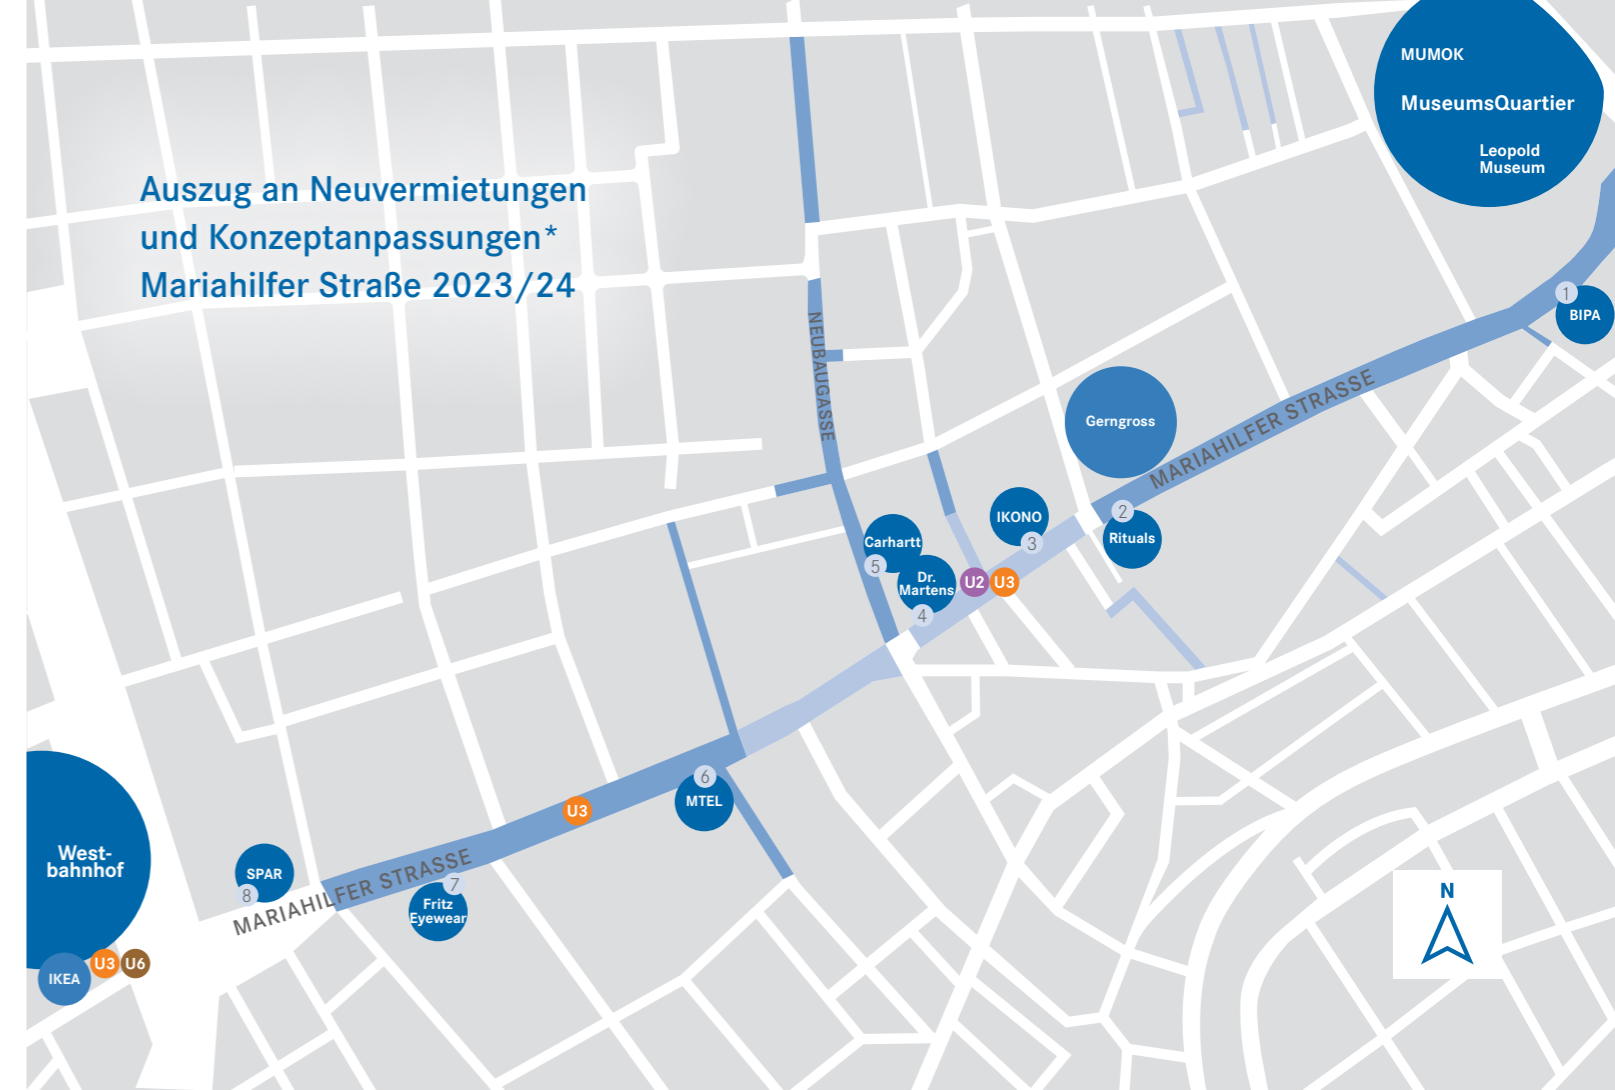 MUMOK
MuseumsQuartier
Leopold
Museum
Auszug an Neuvermietungen
und Konzeptanpassungen*
Mariahilfer Straße 2023/24
1
BIPA
NEUBAUGASSE
MARIAHILFER STRASSE
Gerngross
2
Rituals
IKONO
3
Carhartt
5
Dr.
Martens
4
U2
U3
6
MTEL
U3
West-
bahnhof
SPAR
8
MARIAHILFER STRASSE
7
Fritz
Eyewear
N
IKEA
U3
U6